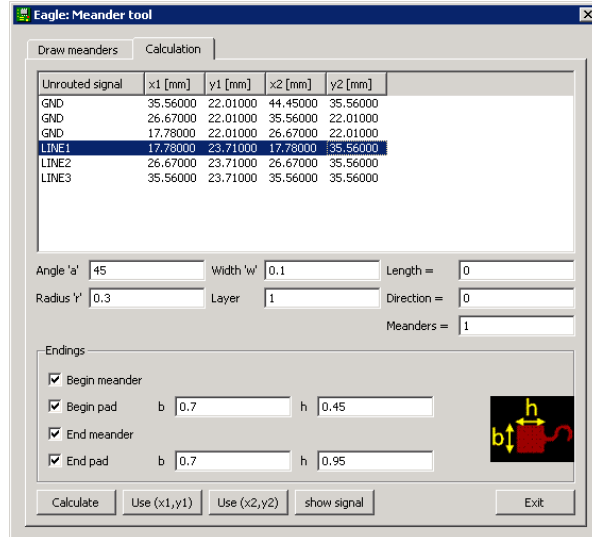 Eagle: Meander tool
Draw meanders Calculation
Unrouted signal x1 [mm] y1 [mm] x2 [mm] y2 [mm]
GND 35.56000 22.01000 44.45000 35.56000
GND 26.67000 22.01000 35.56000 22.01000
GND 17.78000 22.01000 26.67000 22.01000
LINE1 17.78000 23.71000 17.78000 35.56000
LINE2 26.67000 23.71000 26.67000 35.56000
LINE3 35.56000 23.71000 35.56000 35.56000
Angle 'a' 45 Width 'w' 0.1 Length = 0
Radius 'r' 0.3 Layer 1 Direction = 0
Meanders = 1
Endings
Begin meander
Begin pad b 0.7 h 0.45
End meander
End pad b 0.7 h 0.95
h
b
Calculate Use (x1,y1) Use (x2,y2) show signal Exit